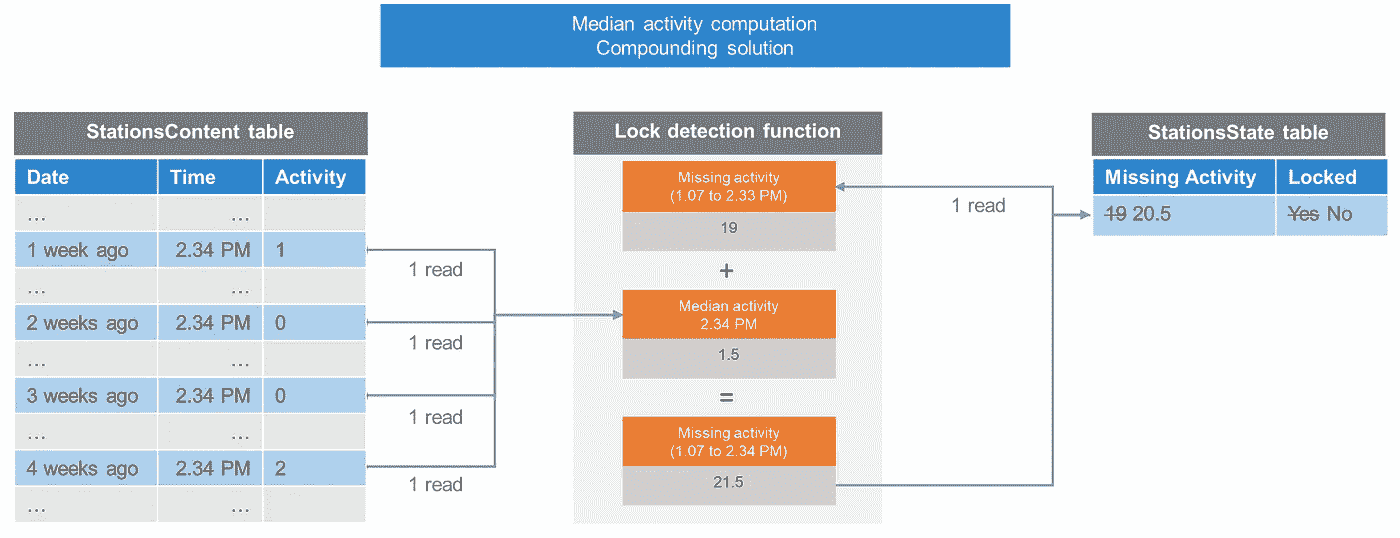 Median activity computation
Compounding solution
StationsContent table
Date Time Activity
... ...
1 week ago 2.34 PM 1
... ...
2 weeks ago 2.34 PM 0
... ...
3 weeks ago 2.34 PM 0
... ...
4 weeks ago 2.34 PM 2
... ...
1 read
1 read
1 read
1 read
Lock detection function
Missing activity
(1.07 to 2.33 PM)
19
+
Median activity
2.34 PM
1.5
=
Missing activity
(1.07 to 2.34 PM)
21.5
1 read
StationsState table
Missing Activity Locked
19 20.5 Yes No